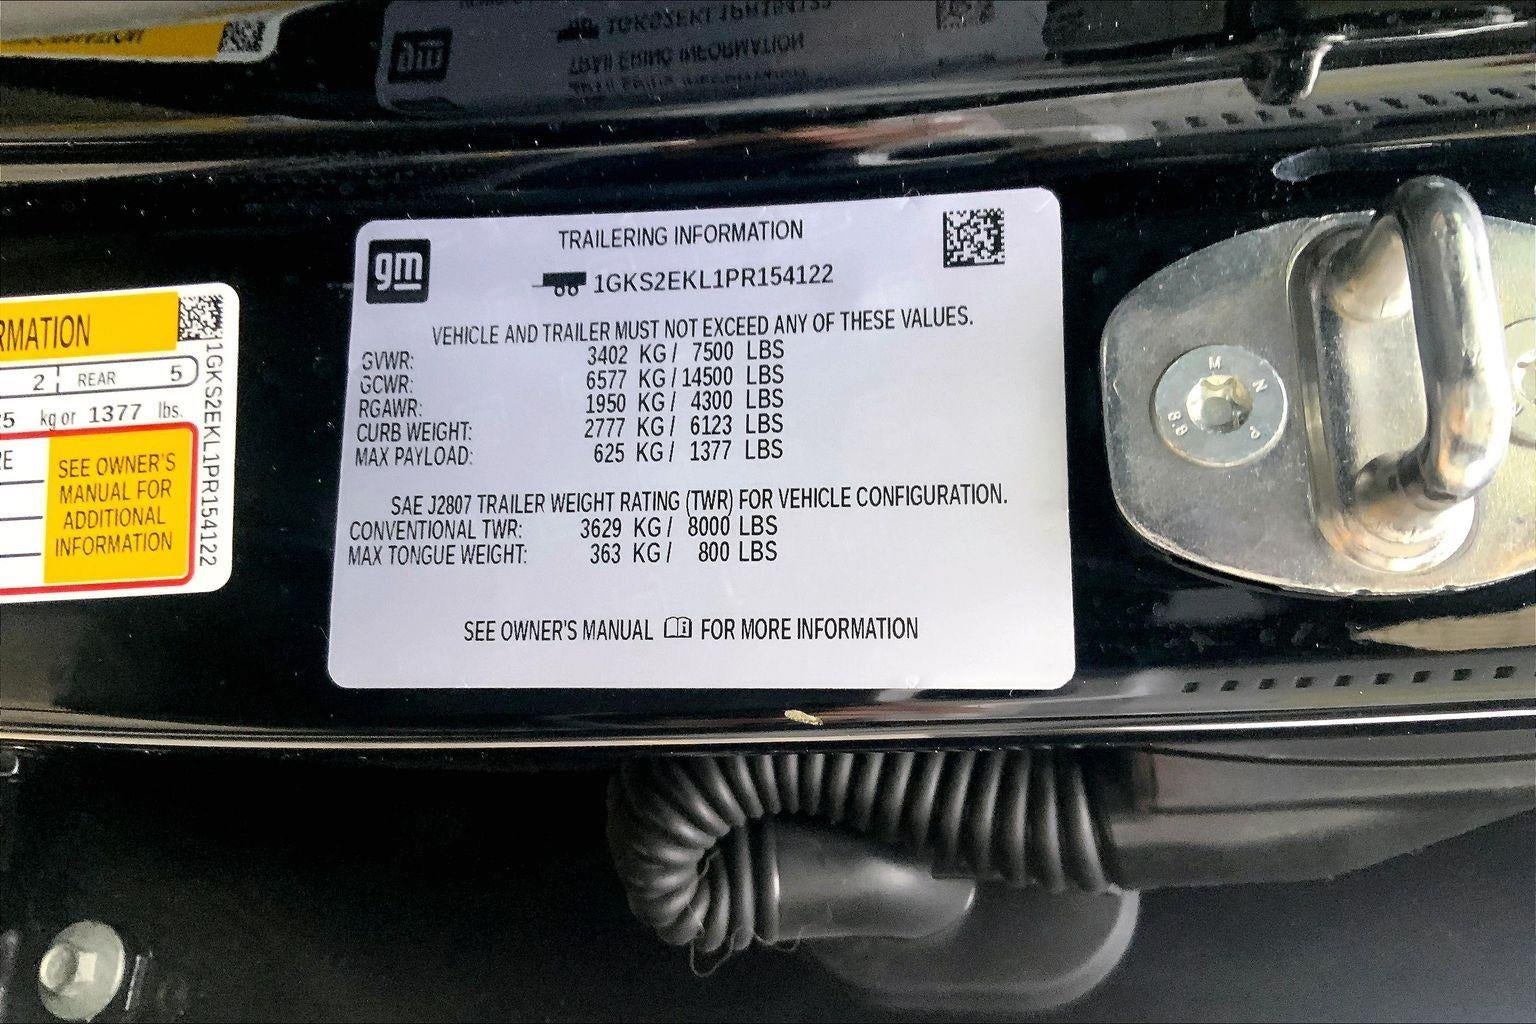 RMATION
2 REAR 5
5 kg or 1377 lbs.
RE
SEE OWNER'S
MANUAL FOR
ADDITIONAL
INFORMATION
1GKS2EKL1PR154122
gm
TRAILERING INFORMATION
1GKS2EKL1PR154122
VEHICLE AND TRAILER MUST NOT EXCEED ANY OF THESE VALUES.
GVWR: 3402 KG/ 7500 LBS
GCWR: 6577 KG/14500 LBS
RGAWR: 1950 KG/ 4300 LBS
CURB WEIGHT: 2777 KG/ 6123 LBS
MAX PAYLOAD: 625 KG/ 1377 LBS
SAE J2807 TRAILER WEIGHT RATING (TWR) FOR VEHICLE CONFIGURATION.
CONVENTIONAL TWR: 3629 KG/ 8000 LBS
MAX TONGUE WEIGHT: 363 KG/ 800 LBS
SEE OWNER'S MANUAL FOR MORE INFORMATION
M N P 8.8